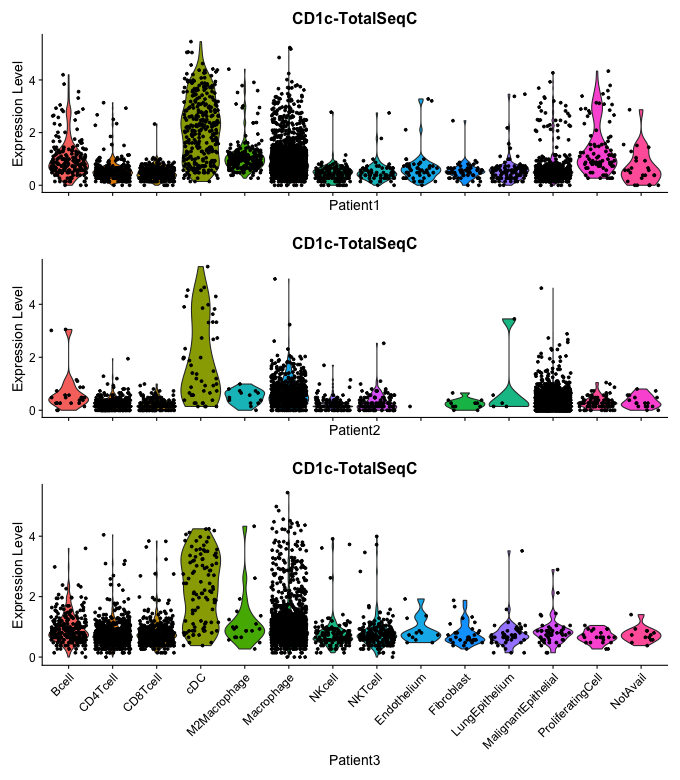 CD1c-TotalSeqC
Expression Level
4
2
0
Patient1
CD1c-TotalSeqC
Expression Level
4
2
0
Patient2
CD1c-TotalSeqC
Expression Level
4
2
0
Bcell
CD4Tcell
CD8Tcell
cDC
M2Macrophage
Macrophage
NKcell
NKTcell
Endothelium
Fibroblast
LungEpithelium
MalignantEpithelial
ProliferatingCell
NotAvail
Patient3